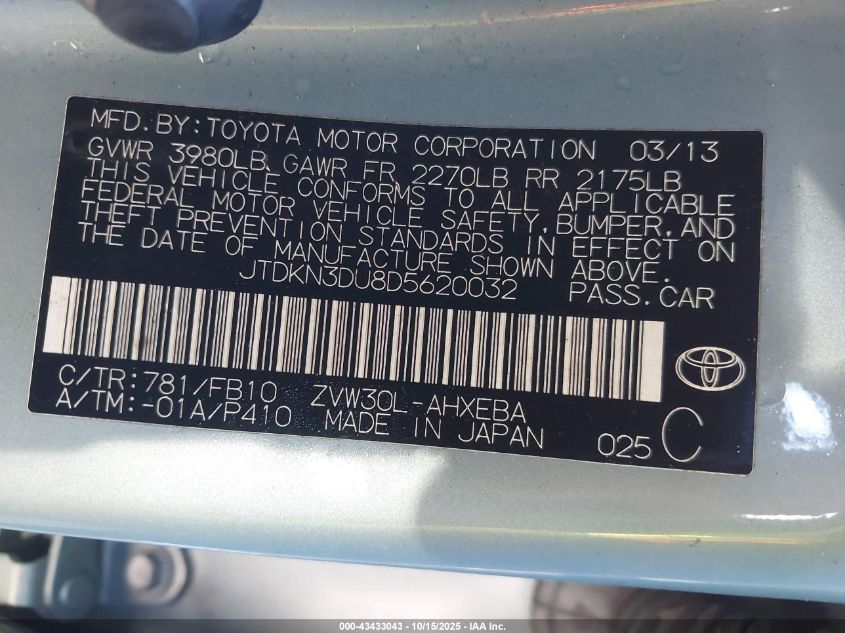 MFD.BY:TOYOTA MOTOR CORPORATION 03/13
GVWR 3980LB GAWR FR 2270LB RR 2175LB
THIS VEHICLE CONFORMS TO ALL APPLICABLE
FEDERAL MOTOR VEHICLE SAFETY,BUMPER,AND
THEFT PREVENTION STANDARDS IN EFFECT ON
THE DATE OF MANUFACTURE SHOWN ABOVE.
JTDKN3DU8D5620032 PASS.CAR
C/TR:781/FB10 ZVW30L-AHXEBA
A/TM:-01A/P410 MADE IN JAPAN 025 C
000-43433043 - 10/15/2025 - IAA Inc.